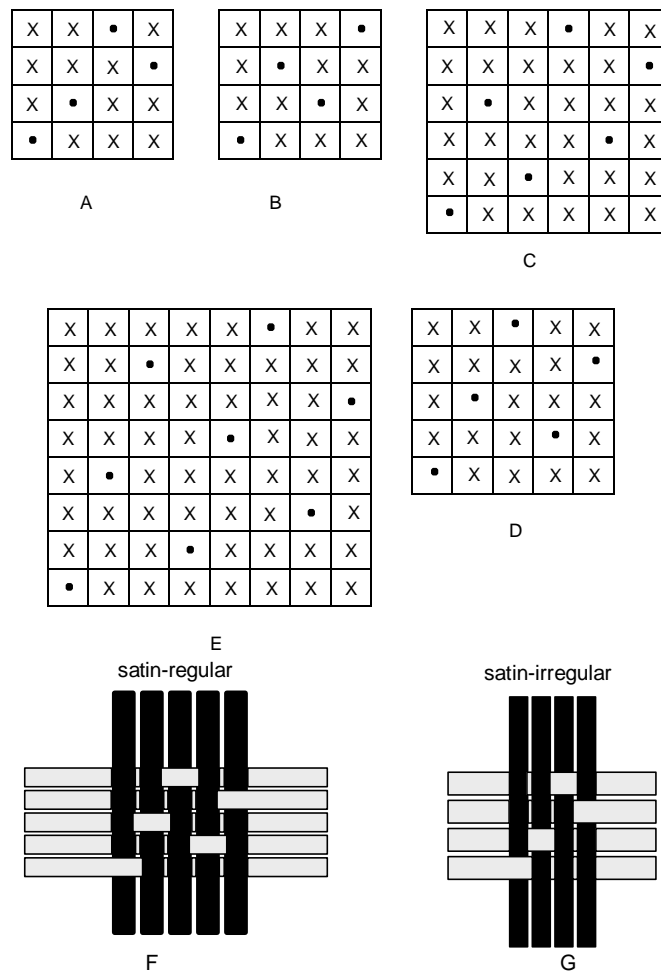 X X • X
X X X •
X • X X
• X X X
A
X X X •
X • X X
X X • X
• X X X
B
X X X • X X
X X X X X •
X • X X X X
X X X X • X
X X • X X X
• X X X X X
C
X X X X X • X X
X X • X X X X X
X X X X X X X •
X X X X • X X X
X • X X X X X X
X X X X X X • X
X X X • X X X X
• X X X X X X X
E
X X • X X
X X X X •
X • X X X
X X X • X
• X X X X
D
satin-regular
F
satin-irregular
G